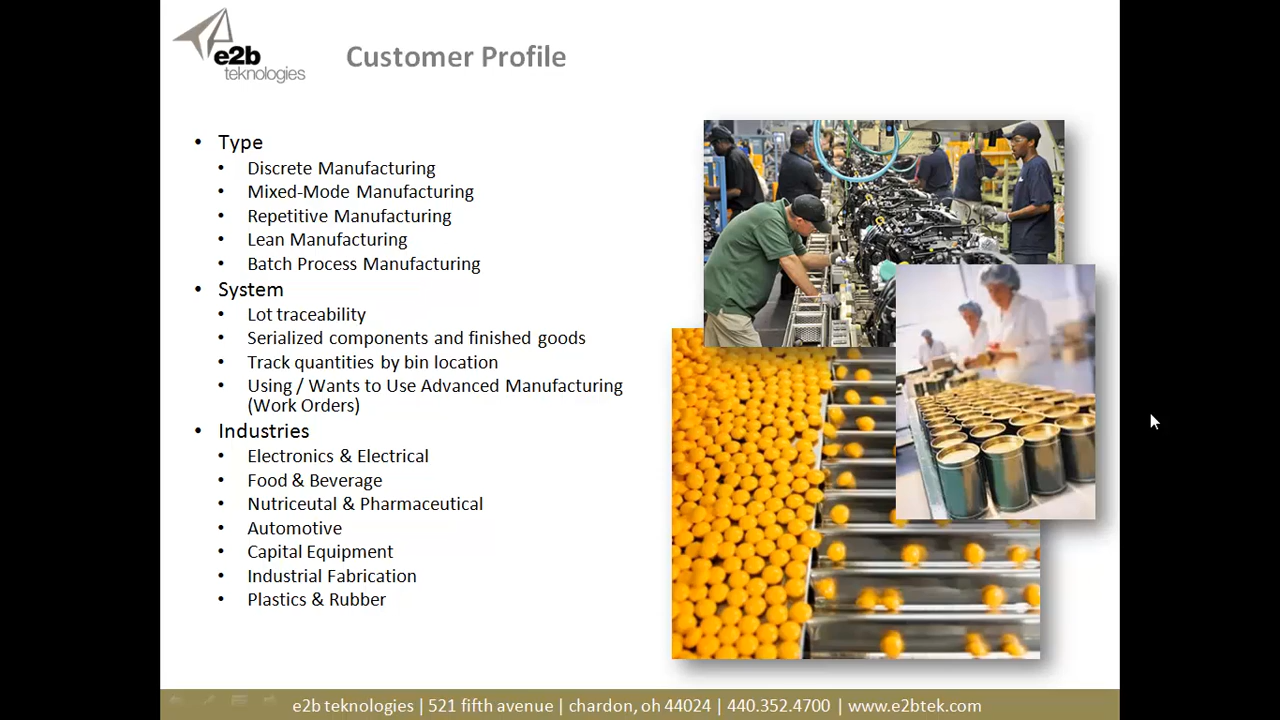 e2b
teknologies
Customer Profile
• Type
• Discrete Manufacturing
• Mixed-Mode Manufacturing
• Repetitive Manufacturing
• Lean Manufacturing
• Batch Process Manufacturing
• System
• Lot traceability
• Serialized components and finished goods
• Track quantities by bin location
• Using / Wants to Use Advanced Manufacturing
(Work Orders)
• Industries
• Electronics & Electrical
• Food & Beverage
• Nutriceutal & Pharmaceutical
• Automotive
• Capital Equipment
• Industrial Fabrication
• Plastics & Rubber
e2b teknologies | 521 fifth avenue | chardon, oh 44024 | 440.352.4700 | www.e2btek.com